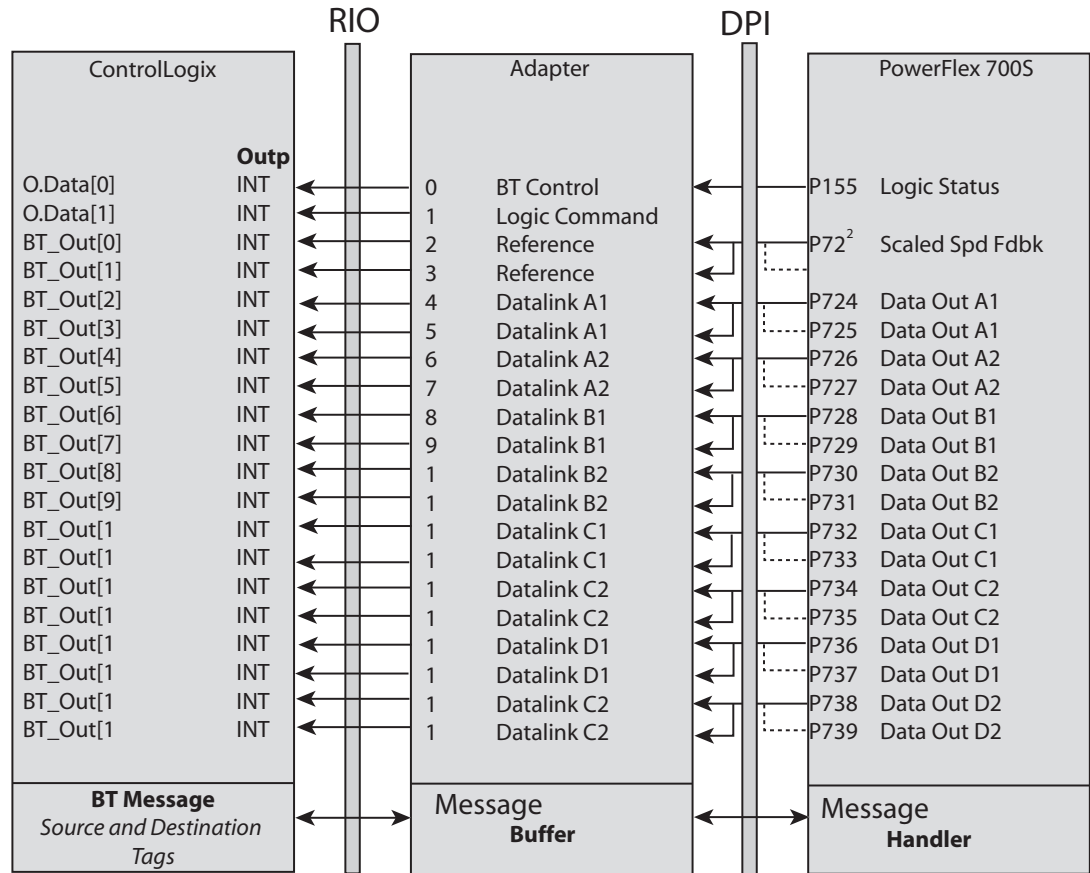 RIO DPI
ControlLogix Adapter PowerFlex 700S
Outp
O.Data[0] INT 0 BT Control P155 Logic Status
O.Data[1] INT 1 Logic Command
BT_Out[0] INT 2 Reference P72² Scaled Spd Fdbk
BT_Out[1] INT 3 Reference
BT_Out[2] INT 4 Datalink A1 P724 Data Out A1
BT_Out[3] INT 5 Datalink A1 P725 Data Out A1
BT_Out[4] INT 6 Datalink A2 P726 Data Out A2
BT_Out[5] INT 7 Datalink A2 P727 Data Out A2
BT_Out[6] INT 8 Datalink B1 P728 Data Out B1
BT_Out[7] INT 9 Datalink B1 P729 Data Out B1
BT_Out[8] INT 1 Datalink B2 P730 Data Out B2
BT_Out[9] INT 1 Datalink B2 P731 Data Out B2
BT_Out[1 INT 1 Datalink C1 P732 Data Out C1
BT_Out[1 INT 1 Datalink C1 P733 Data Out C1
BT_Out[1 INT 1 Datalink C2 P734 Data Out C2
BT_Out[1 INT 1 Datalink C2 P735 Data Out C2
BT_Out[1 INT 1 Datalink D1 P736 Data Out D1
BT_Out[1 INT 1 Datalink D1 P737 Data Out D1
BT_Out[1 INT 1 Datalink C2 P738 Data Out D2
BT_Out[1 INT 1 Datalink C2 P739 Data Out D2
BT Message
Source and Destination
Tags
Message
Buffer
Message
Handler